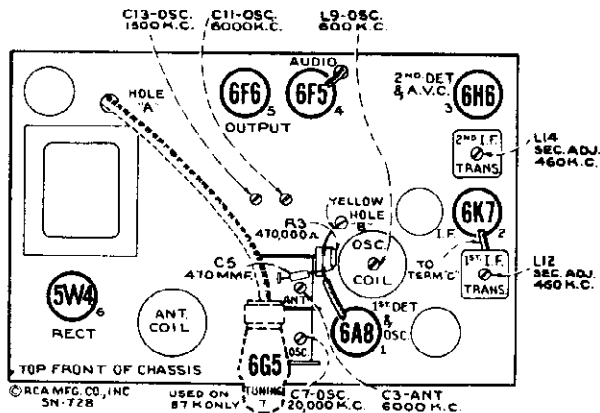 C13-OSC.
1500 K.C.
C11-OSC.
6000 K.C.
L9-OSC.
600 K.C.
HOLE
"A"
6F6 5
OUTPUT
AUDIO
6F5 4
2ND. DET
& A.V.C.
3
6H6
2ND I.F.
TRANS.
L14
SEC. ADJ.
460 K.C.
YELLOW
HOLE
B
R3
470,000 Ω
OSC.
COIL
6K7
I.F. 2
TO
TERM "C"
1ST I.F.
TRANS.
L12
SEC. ADJ.
460 K.C.
C5
470 MMF.
ANT
5W4 6
RECT
ANT.
COIL
1ST DET
& OSC.
6A8 1
OSC
6G5
TUNING
7
TOP FRONT OF CHASSIS
© RCA MFG. CO., INC
SN-728
USED ON
87K ONLY
C7-OSC.
20,000 K.C.
C3-ANT
6000 K.C.